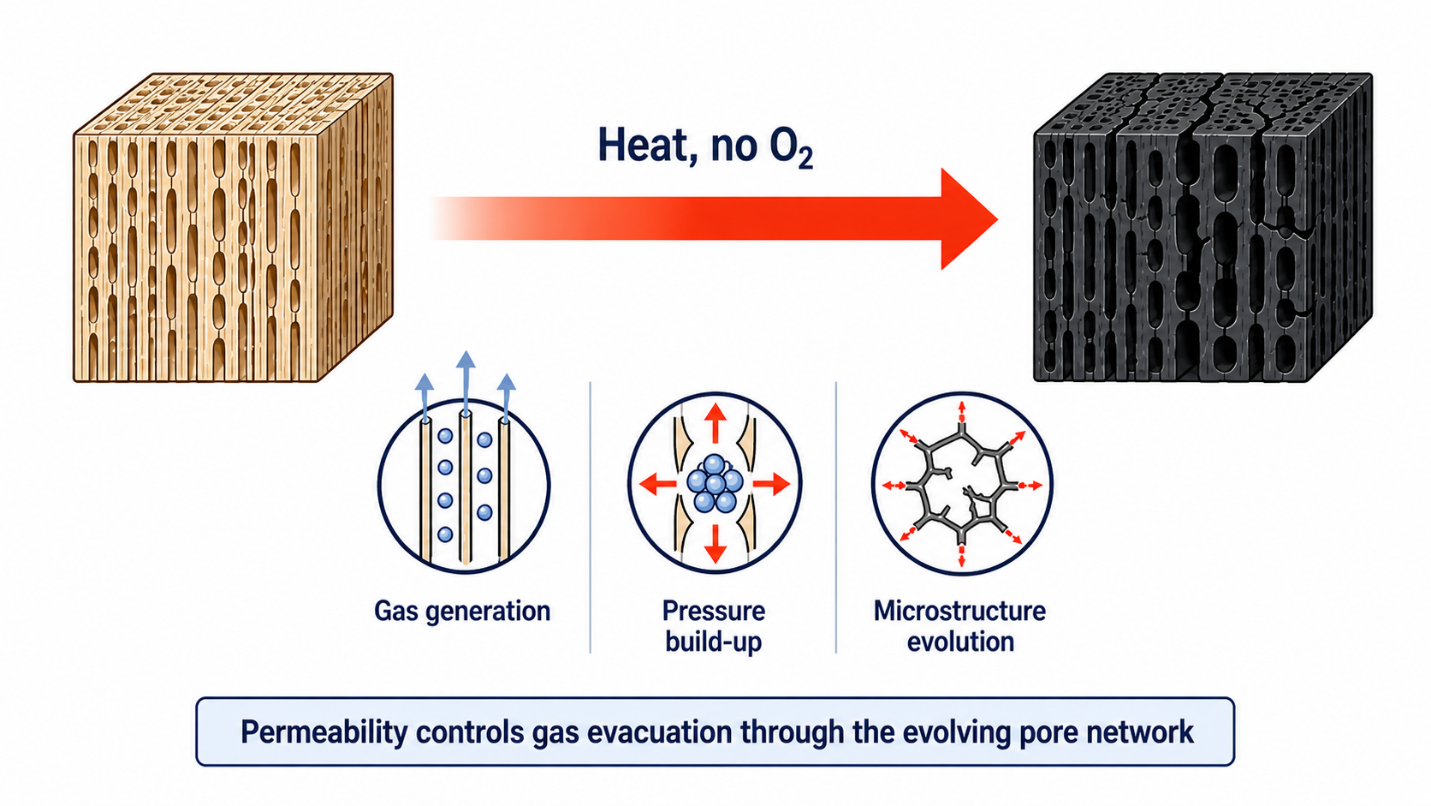 Heat, no O₂
Gas generation
Pressure
build-up
Microstructure
evolution
Permeability controls gas evacuation through the evolving pore network